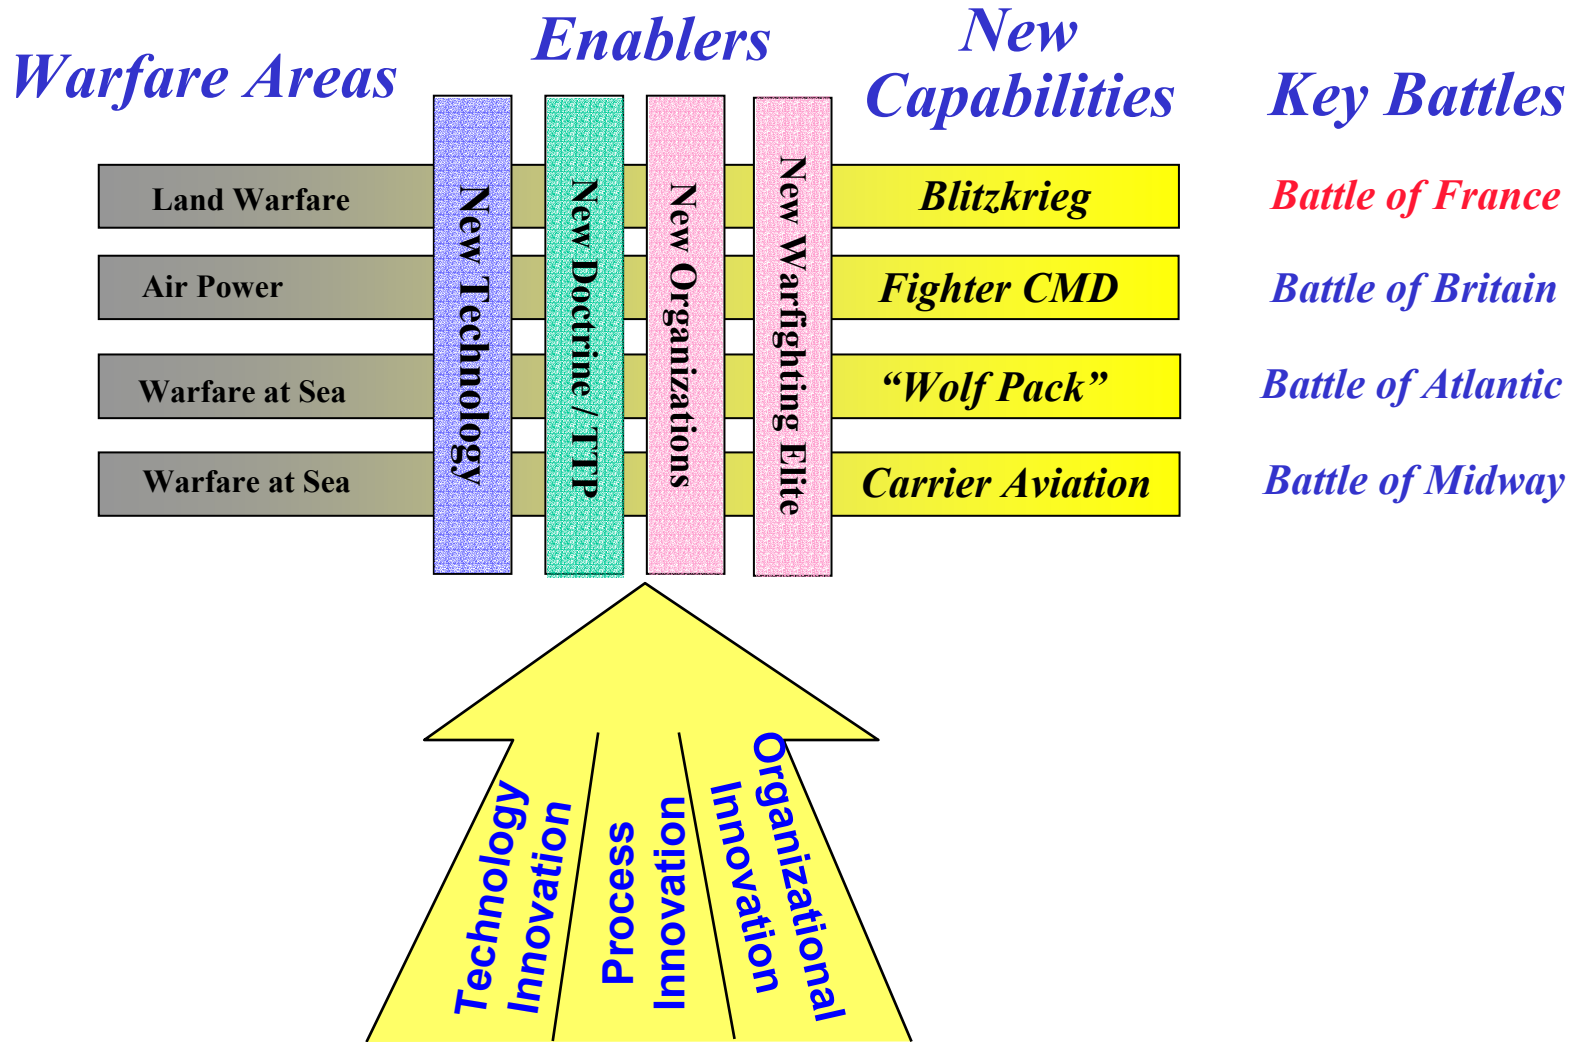 Warfare Areas
Enablers
New
Capabilities
Key Battles
Land Warfare
Air Power
Warfare at Sea
Warfare at Sea
New Technology
New Doctrine / TTP
New Organizations
New Warfighting Elite
Blitzkrieg
Fighter CMD
“Wolf Pack”
Carrier Aviation
Battle of France
Battle of Britain
Battle of Atlantic
Battle of Midway
Technology
Innovation
Process
Innovation
Organizational
Innovation